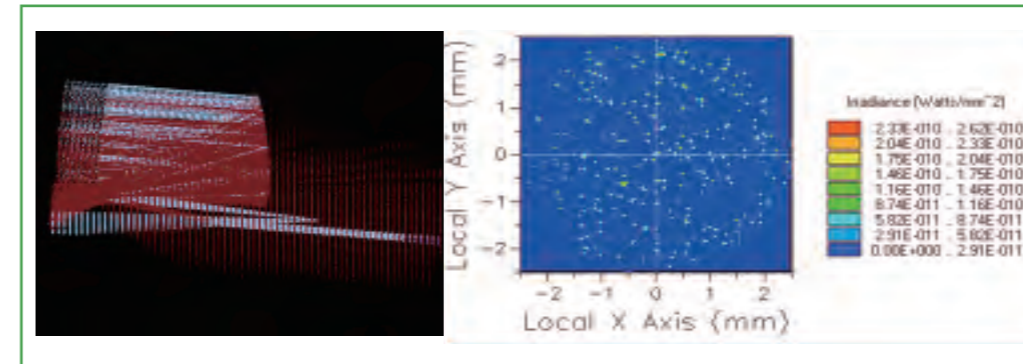 Local Y Axis (mm)
2
1
0
-1
-2
-2 -1 0 1 2
Local X Axis (mm)
Irradiance (Watts/mm^2)
2.33E-010 .. 2.62E-010
2.04E-010 .. 2.33E-010
1.75E-010 .. 2.04E-010
1.46E-010 .. 1.75E-010
1.16E-010 .. 1.46E-010
8.74E-011 .. 1.16E-010
5.82E-011 .. 8.74E-011
2.91E-011 .. 5.82E-011
0.00E+000 .. 2.91E-011